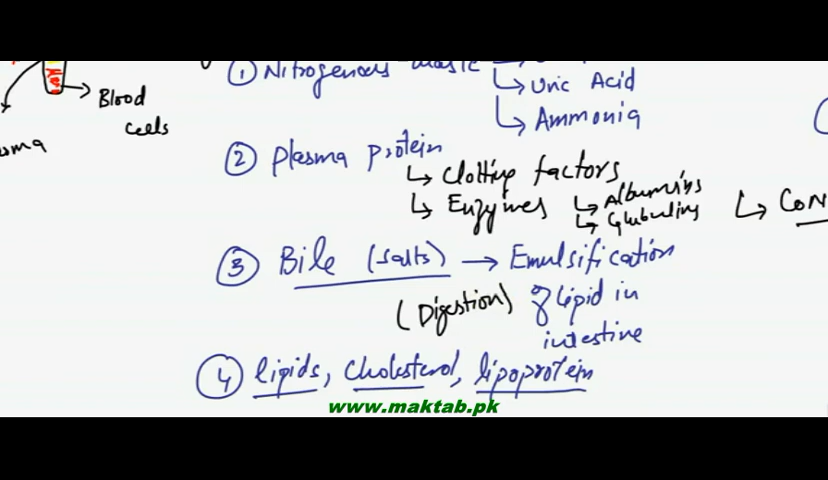 ① Nitrogenous waste
↳ Uric Acid
↳ Ammonia
→ Blood cells
② Plasma protein
↳ Clotting factors
↳ Enzymes
↳ Albumins
↳ Globulins
↳ CON
③ Bile (salts) → Emulsification
(Digestion) of lipid in
intestine
④ lipids, cholesterol, lipoprotein
www.maktab.pk